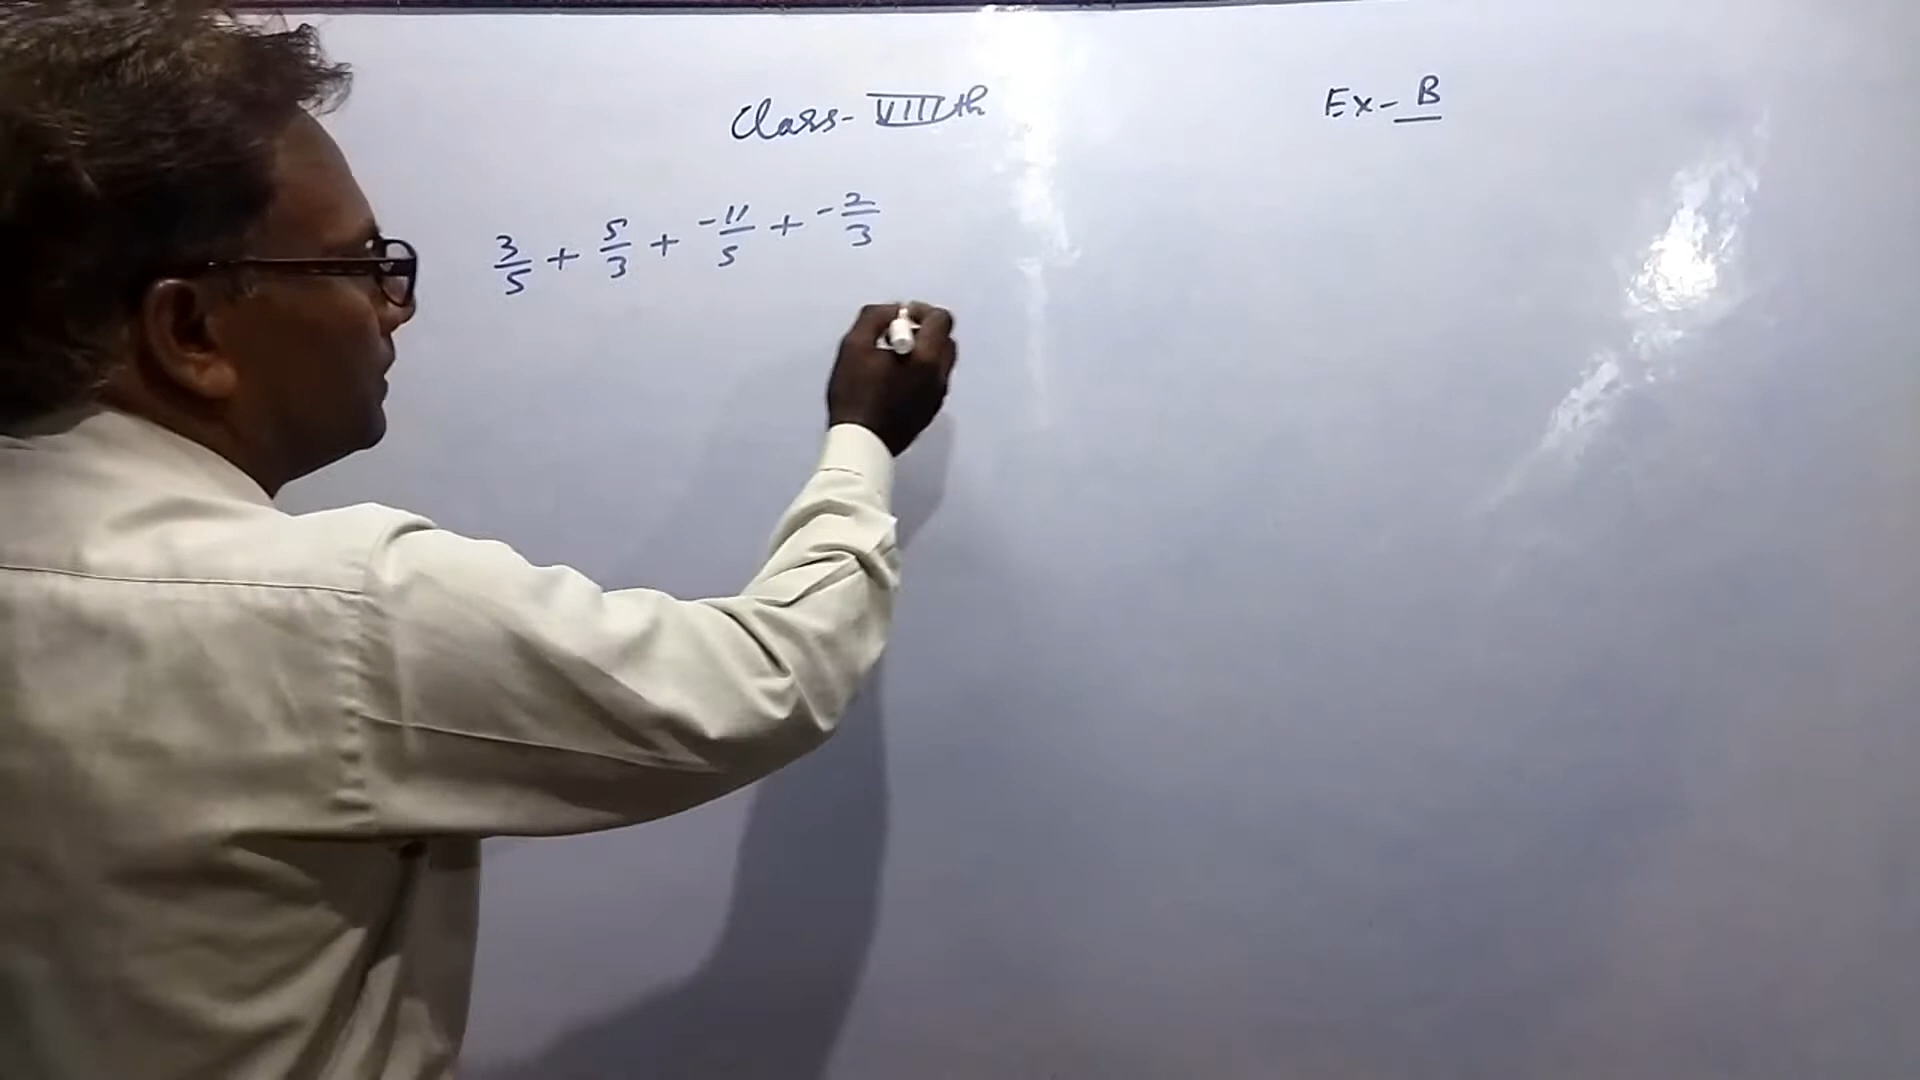 Class- VIIIth
Ex- B
3/5 + 5/3 + -11/5 + -2/3